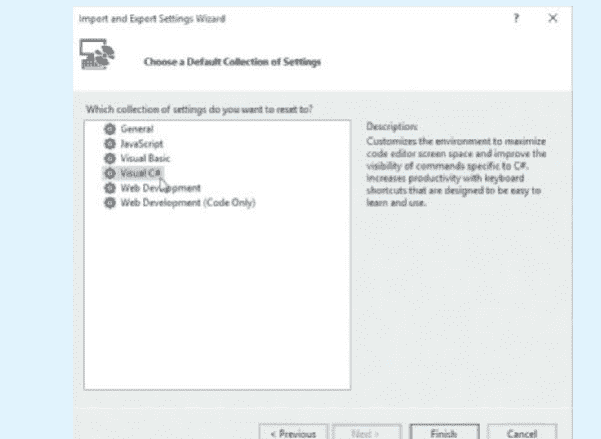 Import and Export Settings Wizard
?
Choose a Default Collection of Settings
Which collection of settings do you want to reset to?
General
JavaScript
Visual Basic
Visual C#
Web Development
Web Development (Code Only)
Description:
Customizes the environment to maximize
code editor screen space and improve the
visibility of commands specific to C#.
Increases productivity with keyboard
shortcuts that are designed to be easy to
learn and use.
< Previous
Next >
Finish
Cancel